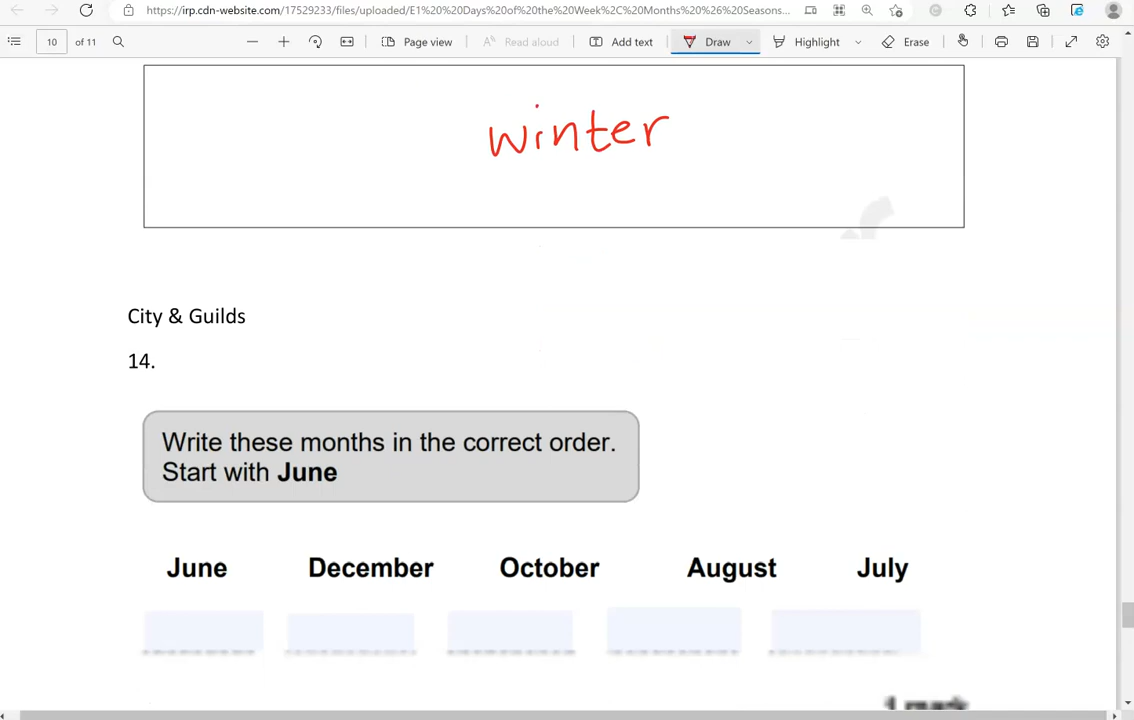 https://irp.cdn-website.com/17529233/files/uploaded/E1%20%20Days%20of%20the%20Week%2C%20Months%20%26%20Seasons...
10 of 11 Page view Read aloud Add text Draw Highlight Erase
winter
City & Guilds
14.
Write these months in the correct order.
Start with June
June December October August July